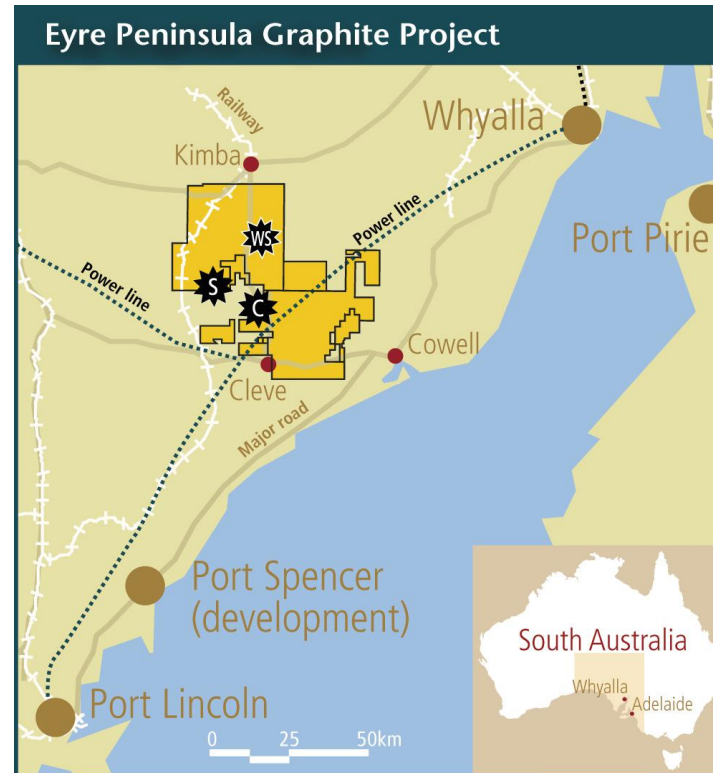 Eyre Peninsula Graphite Project
Railway
Whyalla
Kimba
WS
Power line
Port Pirie
Power line
S
C
Cowell
Cleve
Major road
Port Spencer
(development)
South Australia
Whyalla
Adelaide
Port Lincoln
0 25 50km